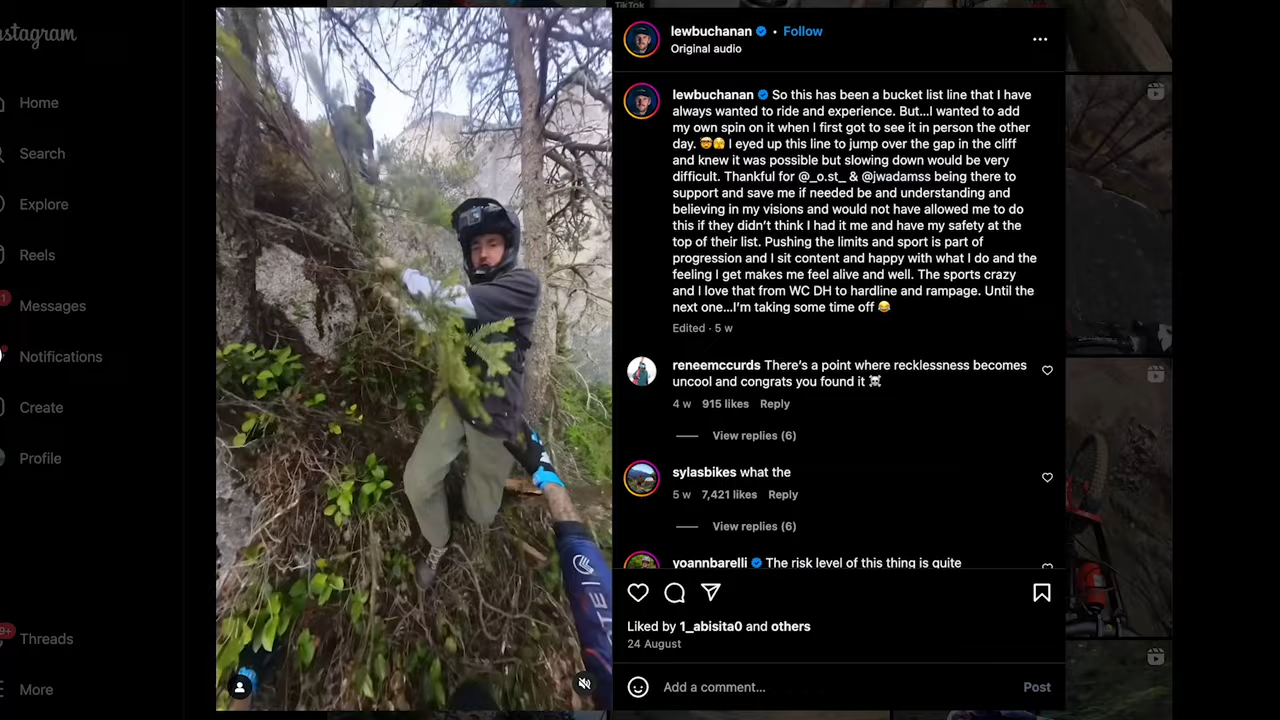 TikTok
nstagram
Home
Search
Explore
Reels
1
Messages
Notifications
Create
Profile
9+
Threads
More
lewbuchanan • Follow
Original audio
lewbuchanan So this has been a bucket list line that I have
always wanted to ride and experience. But...I wanted to add
my own spin on it when I first got to see it in person the other
day. 🤯🫣 I eyed up this line to jump over the gap in the cliff
and knew it was possible but slowing down would be very
difficult. Thankful for @_o.st_ & @jwadamss being there to
support and save me if needed be and understanding and
believing in my visions and would not have allowed me to do
this if they didn't think I had it me and have my safety at the
top of their list. Pushing the limits and sport is part of
progression and I sit content and happy with what I do and the
feeling I get makes me feel alive and well. The sports crazy
and I love that from WC DH to hardline and rampage. Until the
next one...I'm taking some time off 😂
Edited · 5 w
reneemccurds There's a point where recklessness becomes
uncool and congrats you found it ☠️
4 w 915 likes Reply
View replies (6)
sylasbikes what the
5 w 7,421 likes Reply
View replies (6)
yoannbarelli The risk level of this thing is quite
Liked by 1_abisita0 and others
24 August
Add a comment...
Post